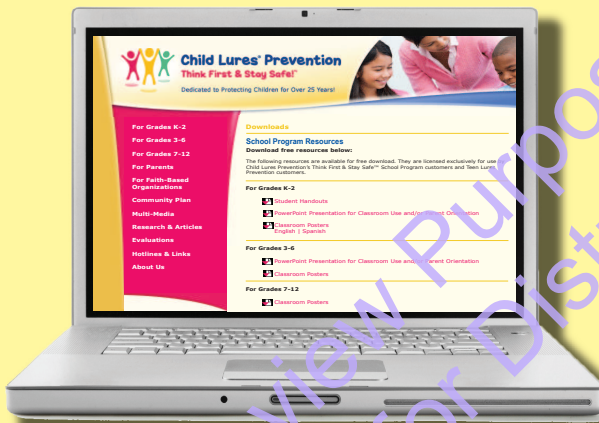 Child Lures® Prevention
Think First & Stay Safe!™
Dedicated to Protecting Children for Over 25 Years!
For Grades K-2
For Grades 3-6
For Grades 7-12
For Parents
For Faith-Based
Organizations
Community Plan
Multi-Media
Research & Articles
Evaluations
Hotlines & Links
About Us
Downloads
School Program Resources
Download free resources below:
The following resources are available for free download. They are licensed exclusively for use
Child Lures Prevention's Think First & Stay Safe™ School Program customers and Teen Lures
Prevention customers.
For Grades K-2
Student Handouts
PowerPoint Presentation for Classroom Use and/or Parent Orientation
Classroom Posters
English | Spanish
For Grades 3-6
PowerPoint Presentation for Classroom Use and/or Parent Orientation
Classroom Posters
For Grades 7-12
Classroom Posters
view Purpos
for Distr